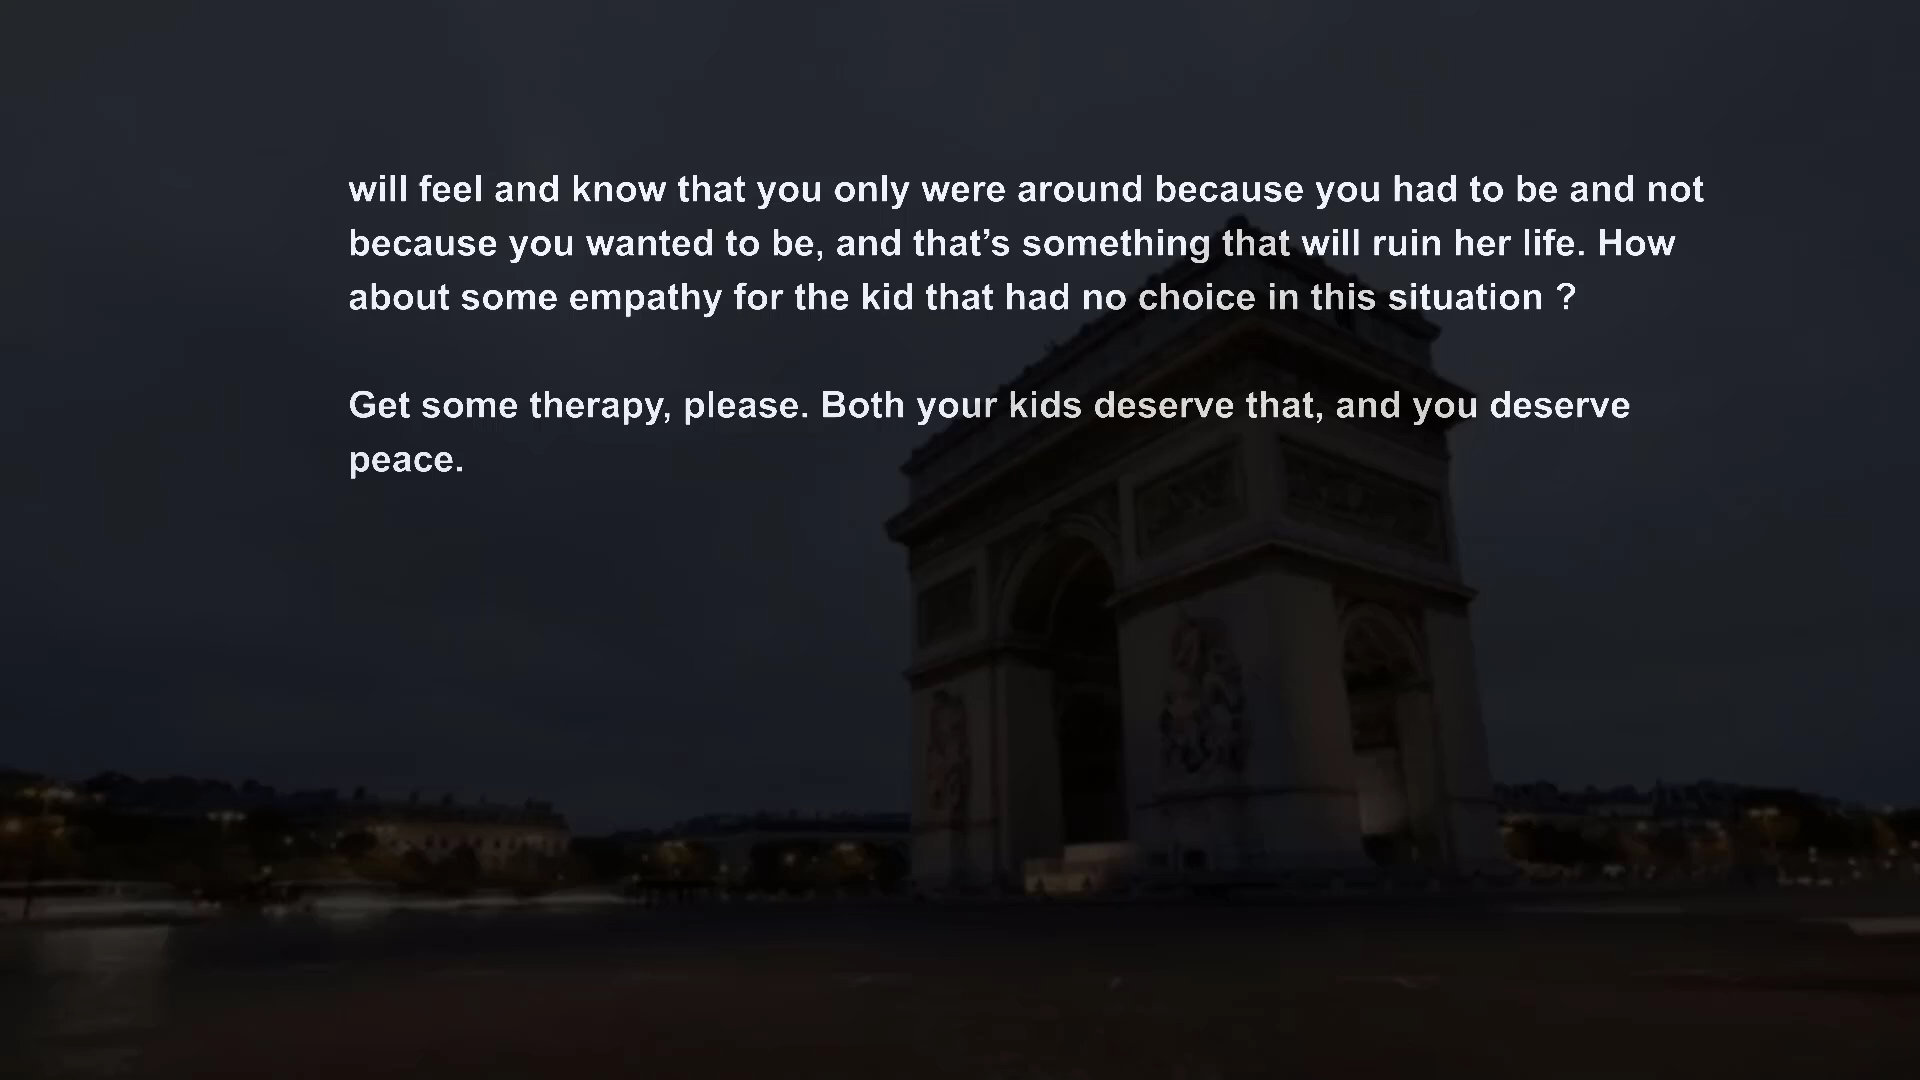 will feel and know that you only were around because you had to be and not
because you wanted to be, and that’s something that will ruin her life. How
about some empathy for the kid that had no choice in this situation ?
Get some therapy, please. Both your kids deserve that, and you deserve
peace.